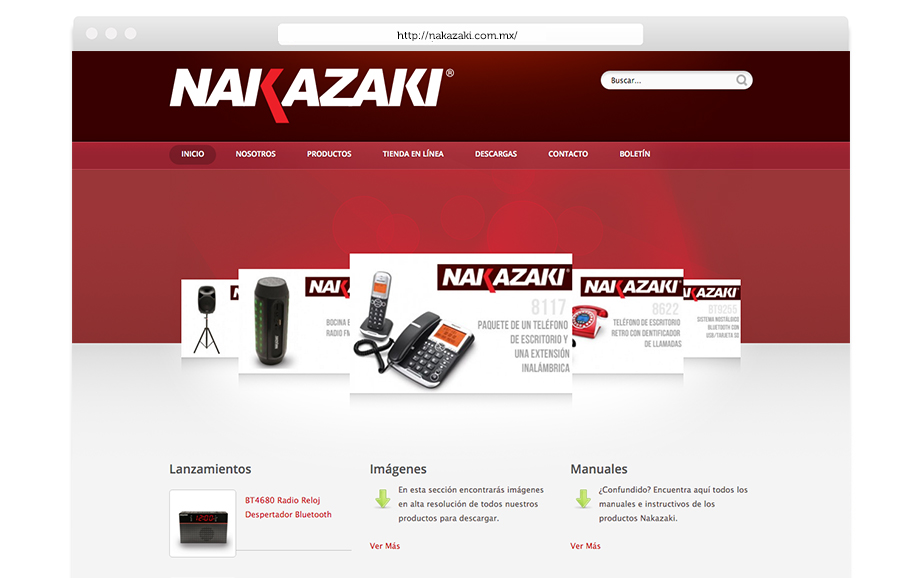 http://nakazaki.com.mx/
NAKAZAKI®
Buscar...
INICIO
NOSOTROS
PRODUCTOS
TIENDA EN LÍNEA
DESCARGAS
CONTACTO
BOLETÍN
BOCINA
RADIO FM
NAKAZAKI®
8117
PAQUETE DE UN TELÉFONO
DE ESCRITORIO Y
UNA EXTENSIÓN
INALÁMBRICA
NAKAZAKI®
8622
TELÉFONO DE ESCRITORIO
RETRO CON IDENTIFICADOR
DE LLAMADAS
AKAZAKI®
BT9255
SISTEMA NOSTÁLGICO
BLUETOOTH CON
USB/TARJETA SD
Lanzamientos
BT4680 Radio Reloj
Despertador Bluetooth
Imágenes
En esta sección encontrarás imágenes
en alta resolución de todos nuestros
productos para descargar.
Ver Más
Manuales
¿Confundido? Encuentra aquí todos los
manuales e instructivos de los
productos Nakazaki.
Ver Más